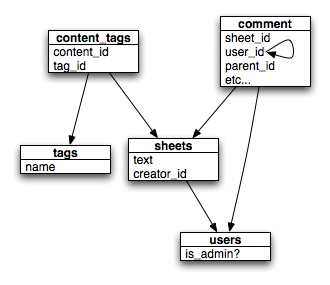 content_tags
content_id
tag_id
comment
sheet_id
user_id
parent_id
etc...
tags
name
sheets
text
creator_id
users
is_admin?